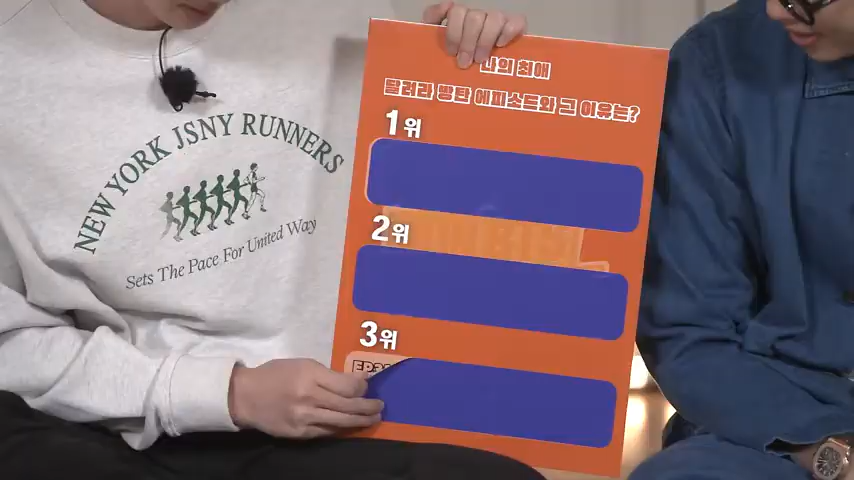 나의 최애
달려라 방탄 에피소드와 그 이유는?
1위
2위
3위
NEW YORK JSNY RUNNERS
Sets The Pace For United Way